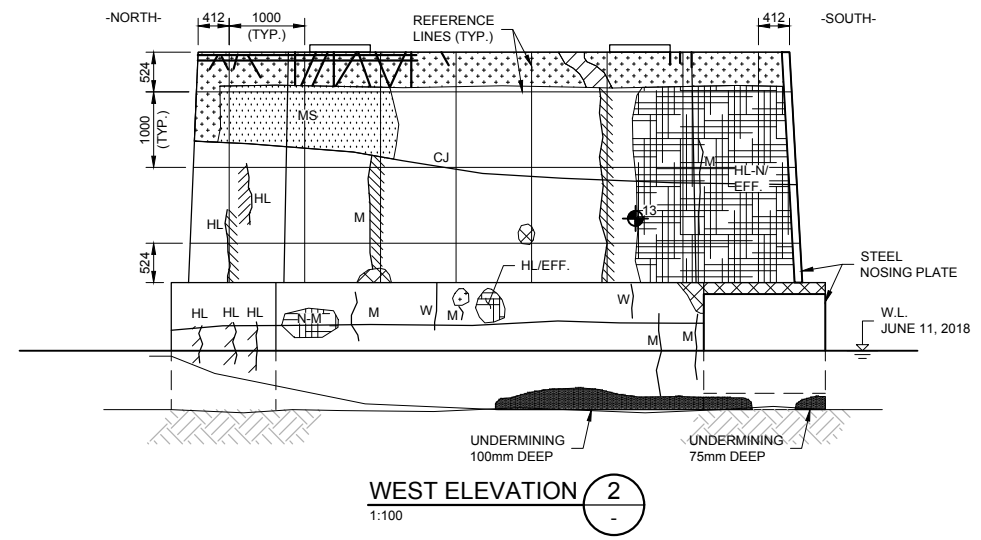 -NORTH-
412
1000
(TYP.)
REFERENCE
LINES (TYP.)
412
-SOUTH-
524
1000
(TYP.)
524
MS
CJ
M
HL-N/
EFF.
HL
HL
M
13
HL/EFF.
STEEL
NOSING PLATE
HL
HL
HL
N-M
M
W
M
W
M
M
W.L.
JUNE 11, 2018
UNDERMINING
100mm DEEP
UNDERMINING
75mm DEEP
WEST ELEVATION
2
-
1:100